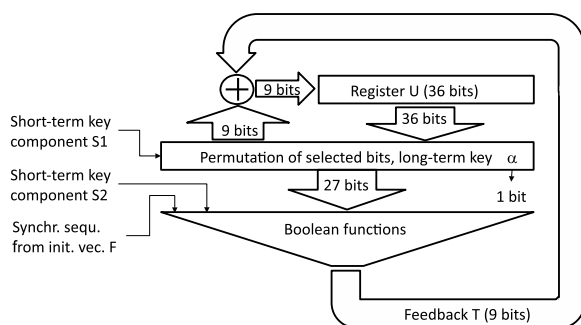 9 bits
Register U (36 bits)
9 bits
36 bits
Short-term key
component S1
Permutation of selected bits, long-term key α
Short-term key
component S2
27 bits
1 bit
Synchr. sequ.
from init. vec. F
Boolean functions
Feedback T (9 bits)